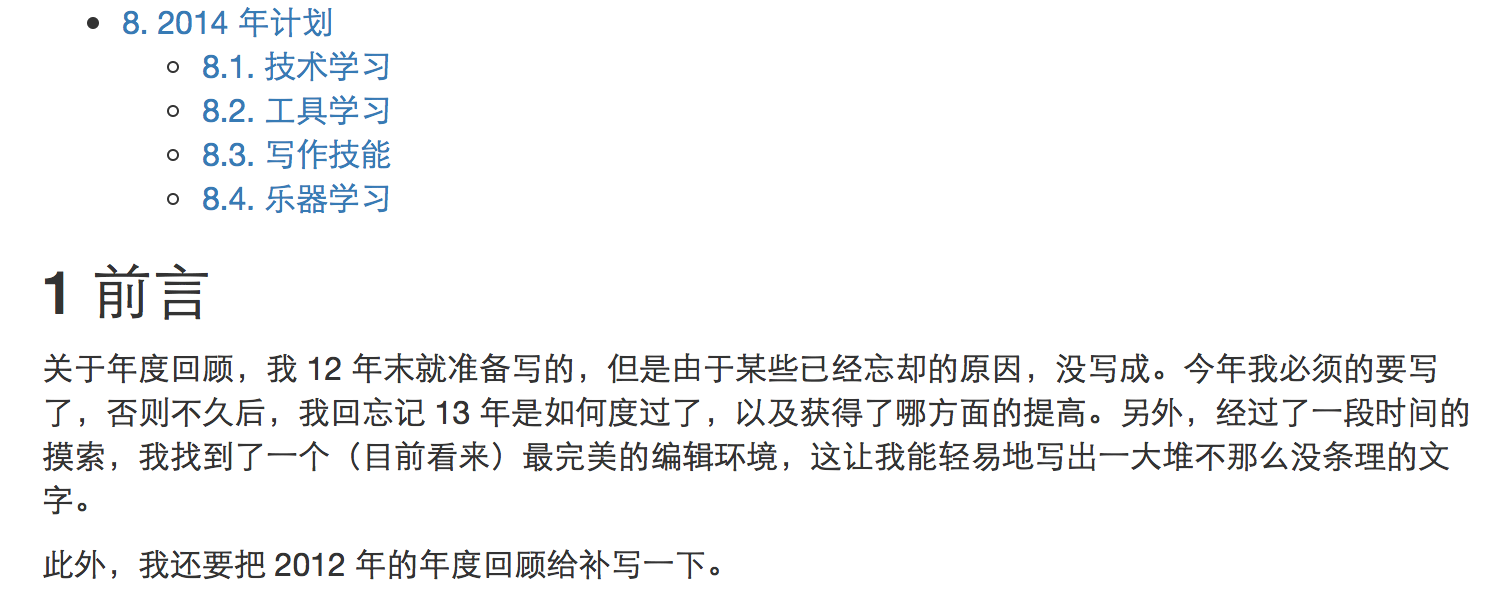 8. 2014 年计划
8.1. 技术学习
8.2. 工具学习
8.3. 写作技能
8.4. 乐器学习
1 前言
关于年度回顾，我 12 年末就准备写的，但是由于某些已经忘却的原因，没写成。今年我必须的要写
了，否则不久后，我回忘记 13 年是如何度过了，以及获得了哪方面的提高。另外，经过了一段时间的
摸索，我找到了一个（目前看来）最完美的编辑环境，这让我能轻易地写出一大堆不那么没条理的文
字。
此外，我还要把 2012 年的年度回顾给补写一下。